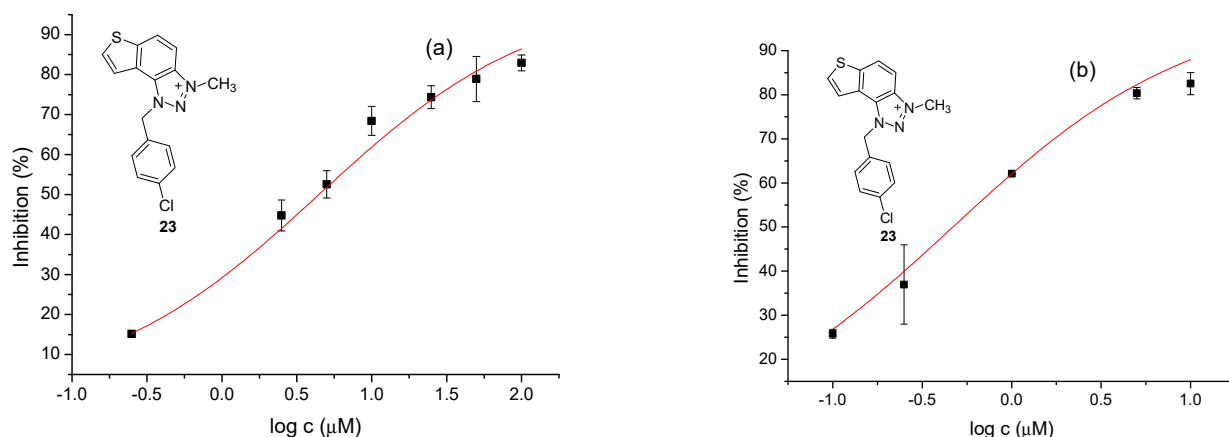 (a)
S
CH₃
N
+
N
N
Cl
23
Inhibition (%)
90
80
70
60
50
40
30
20
10
-1.0 -0.5 0.0 0.5 1.0 1.5 2.0
log c (μM)
(b)
S
CH₃
N
+
N
N
Cl
23
Inhibition (%)
90
80
70
60
50
40
30
20
-1.0 -0.5 0.0 0.5 1.0
log c (μM)